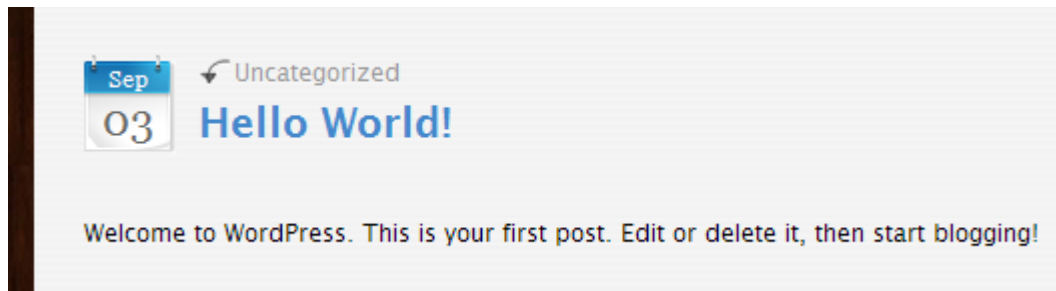 Sep
03
Uncategorized
Hello World!
Welcome to WordPress. This is your first post. Edit or delete it, then start blogging!